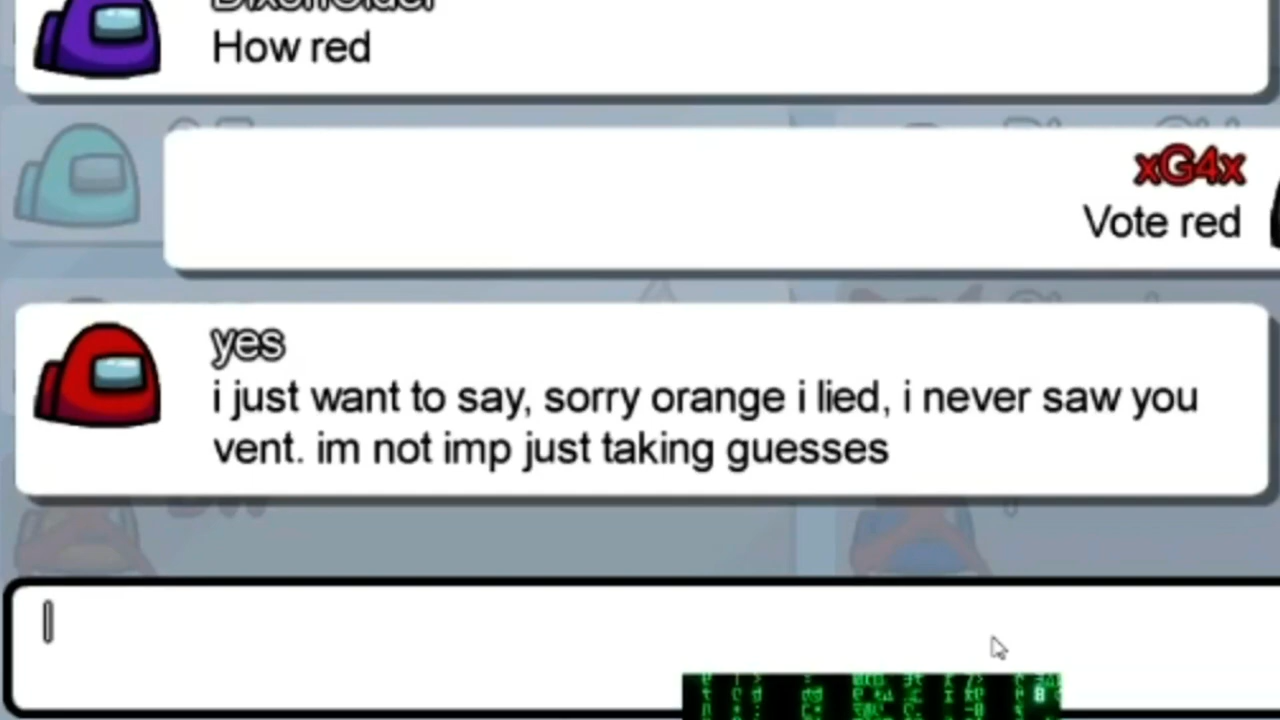 How red
xG4x
Vote red
yes
i just want to say, sorry orange i lied, i never saw you
vent. im not imp just taking guesses